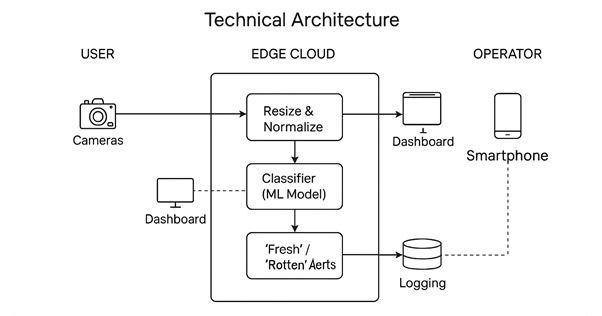 Technical Architecture
USER
EDGE CLOUD
OPERATOR
Cameras
Resize &
Normalize
Dashboard
Smartphone
Classifier
(ML Model)
Dashboard
'Fresh' /
'Rotten' Aerts
Logging